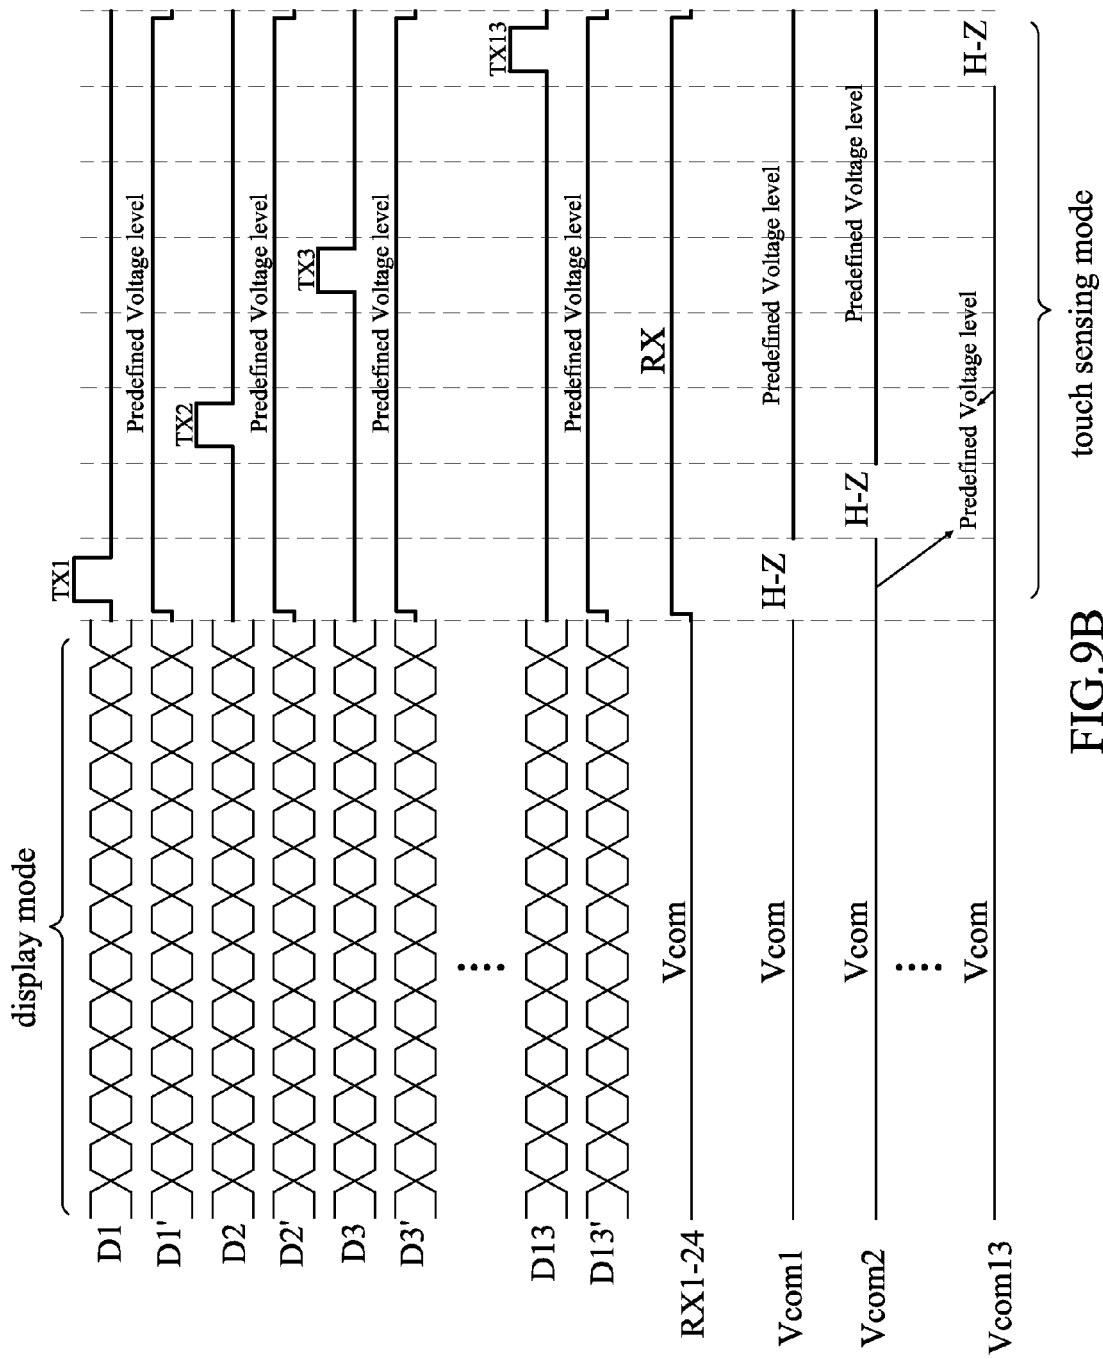 display mode
touch sensing mode
D1
TX1
D1'
Predefined Voltage level
D2
TX2
D2'
Predefined Voltage level
D3
TX3
D3'
Predefined Voltage level
D13
TX13
D13'
Predefined Voltage level
RX1-24
Vcom
RX
Vcom1
Vcom
H-Z
Predefined Voltage level
Vcom2
Vcom
H-Z
Predefined Voltage level
Vcom13
Vcom
Predefined Voltage level
H-Z
FIG.9B